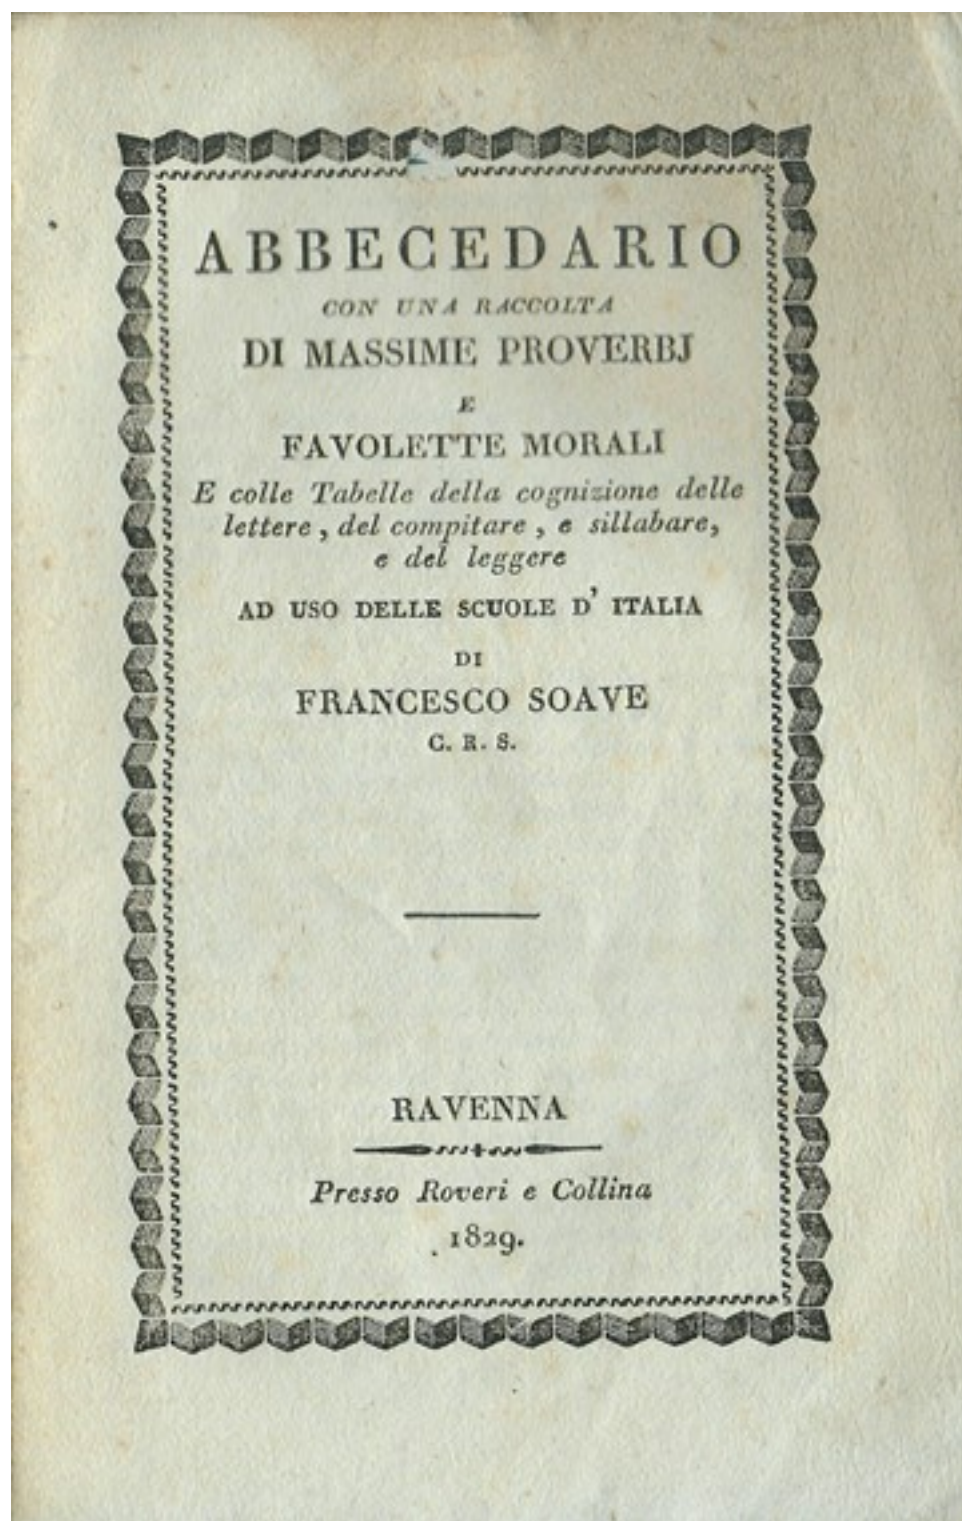 ABBECEDARIO
CON UNA RACCOLTA
DI MASSIME PROVERBJ
E
FAVOLETTE MORALI
E colle Tabelle della cognizione delle
lettere, del compitare, e sillabare,
e del leggere
AD USO DELLE SCUOLE D' ITALIA
DI
FRANCESCO SOAVE
C. R. S.
RAVENNA
Presso Roveri e Collina
1829.